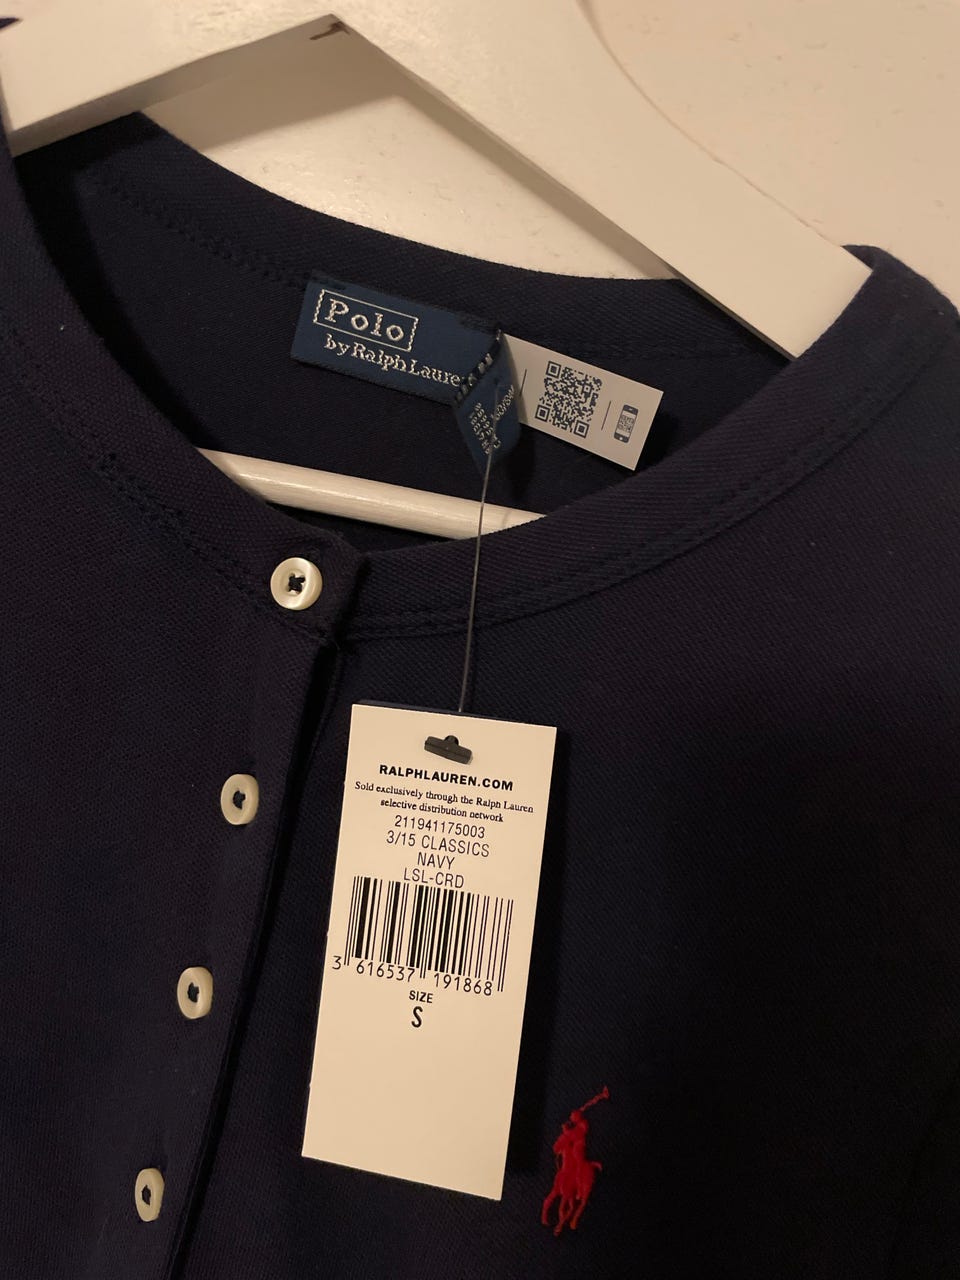 Polo
by Ralph Lauren
RALPHLAUREN.COM
Sold exclusively through the Ralph Lauren
selective distribution network
211941175003
3/15 CLASSICS
NAVY
LSL-CRD
3 616537 191868
SIZE
S